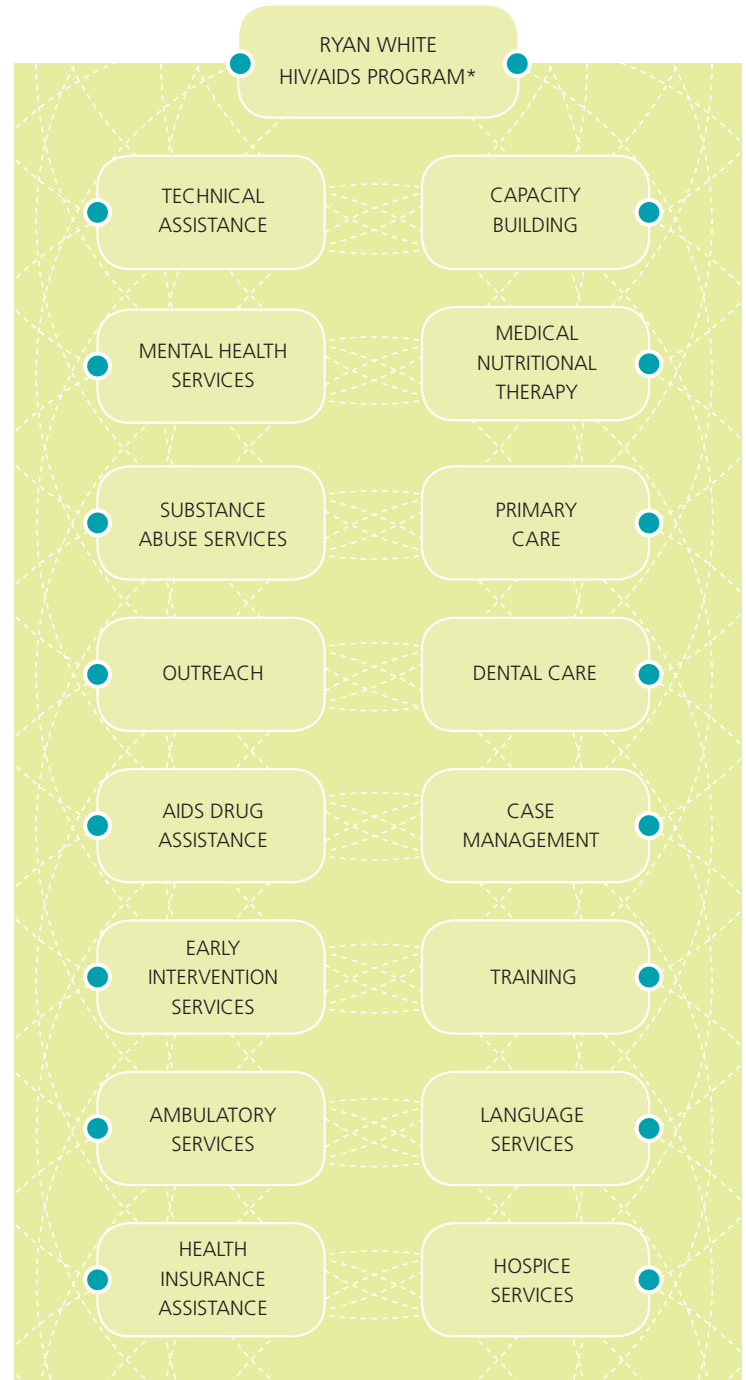 RYAN WHITE
HIV/AIDS PROGRAM*
TECHNICAL
ASSISTANCE
CAPACITY
BUILDING
MENTAL HEALTH
SERVICES
MEDICAL
NUTRITIONAL
THERAPY
SUBSTANCE
ABUSE SERVICES
PRIMARY
CARE
OUTREACH
DENTAL CARE
AIDS DRUG
ASSISTANCE
CASE
MANAGEMENT
EARLY
INTERVENTION
SERVICES
TRAINING
AMBULATORY
SERVICES
LANGUAGE
SERVICES
HEALTH
INSURANCE
ASSISTANCE
HOSPICE
SERVICES